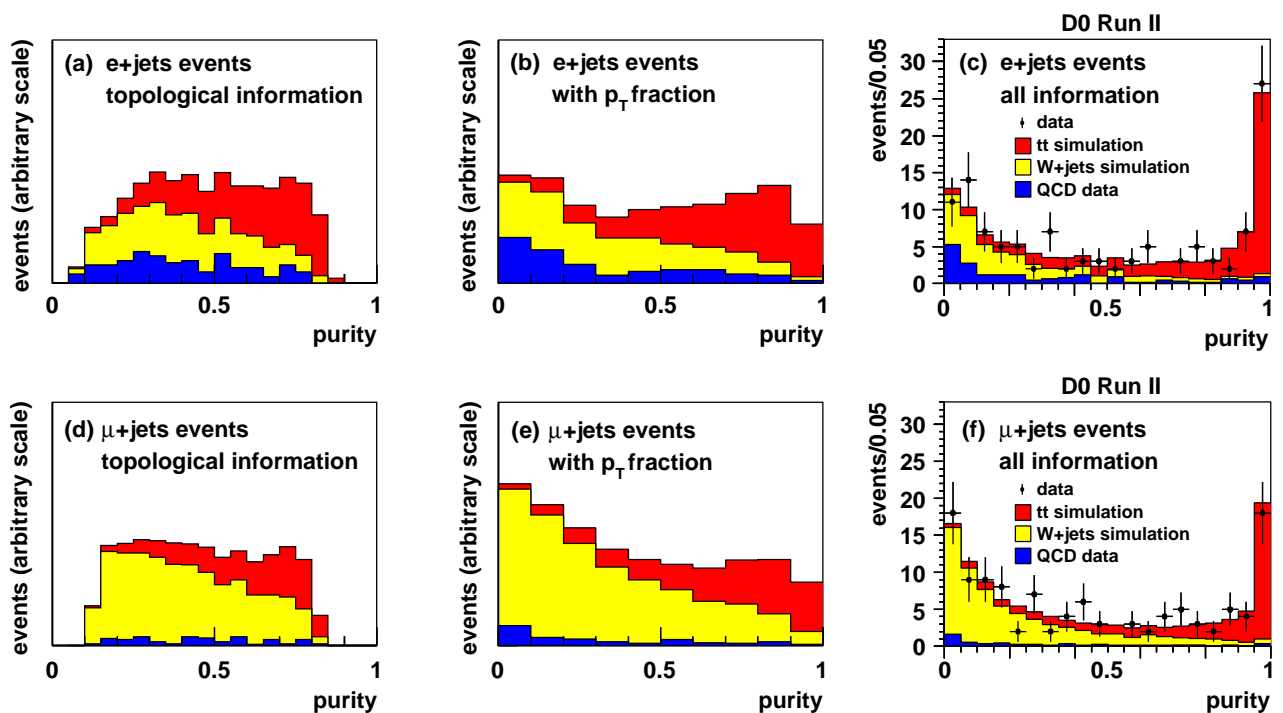 (a) e+jets events
topological information
events (arbitrary scale)
0 0.5 1
purity
(b) e+jets events
with pT fraction
events (arbitrary scale)
0 0.5 1
purity
D0 Run II
(c) e+jets events
all information
data
tt simulation
W+jets simulation
QCD data
events/0.05
30
25
20
15
10
5
0
0 0.5 1
purity
(d) μ+jets events
topological information
events (arbitrary scale)
0 0.5 1
purity
(e) μ+jets events
with pT fraction
events (arbitrary scale)
0 0.5 1
purity
D0 Run II
(f) μ+jets events
all information
data
tt simulation
W+jets simulation
QCD data
events/0.05
30
25
20
15
10
5
0
0 0.5 1
purity